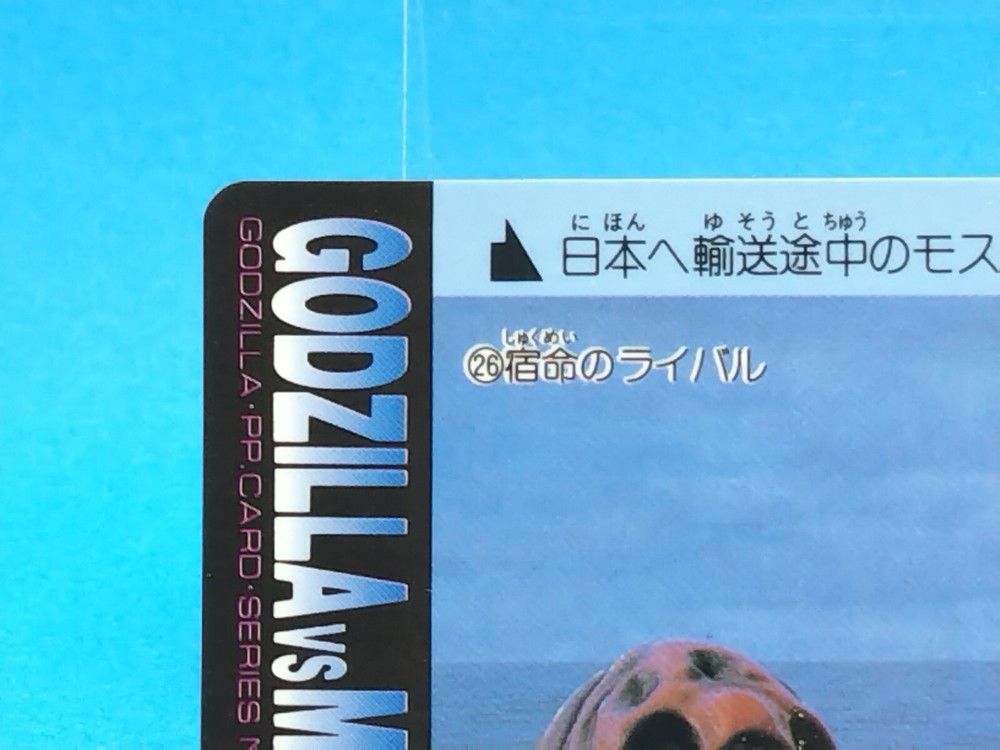 にほん ゆそうとちゅう
日本へ輸送途中のモス
しゅくめい
㉖宿命のライバル
GODZILLA VS M
GODZILLA・PP.CARD・SERIES